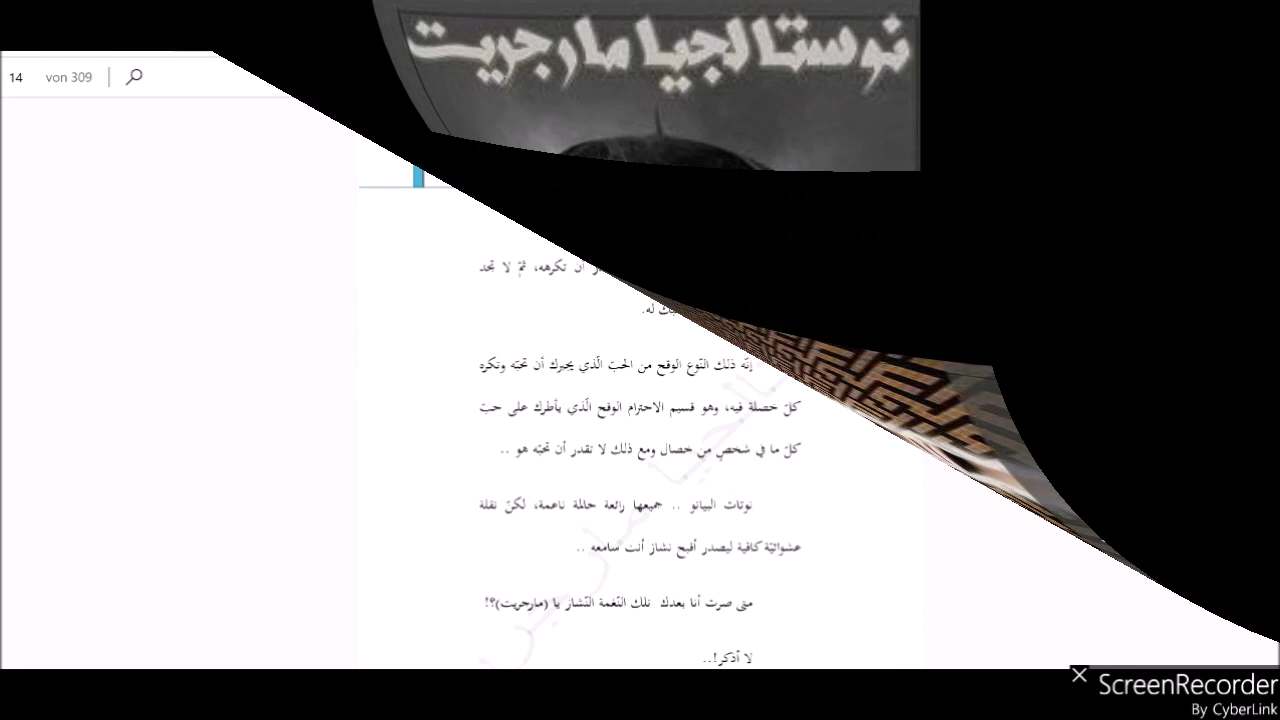 نوستالجيا مارجريت
14 von 309
أن تكرهه، ثمّ لا تجد
له.
إنّه ذلك النّوع الوقح من الحبّ الّذي يجبرك أن تحبّه وتكره
كلّ خصلة فيه، وهو قسيم الاحترام الوقح الّذي يأطرك على حبّ
كلّ ما في شخصٍ من خصال ومع ذلك لا تقدر أن تحبّه هو ..
نوتات البيانو .. جميعها رائعة حالمة ناعمة، لكنّ نقلة
عشوائيّة كافية ليصدر أقبح نشاز أنت سامعه ..
متى صرت أنا بعدك تلك النّغمة النّشاز يا (مارجريت)؟!
لا أذكر!..
ScreenRecorder
By CyberLink